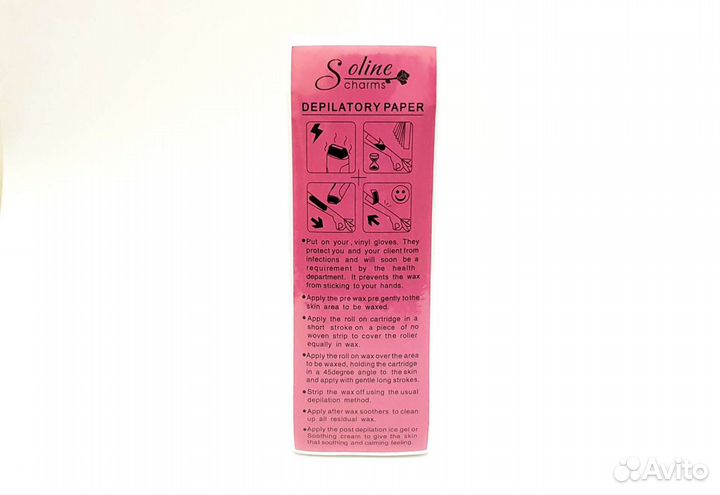 Soline
charms
DEPILATORY PAPER
•Put on your, vinyl gloves. They
protect you and your client from
infections and will soon be a
requirement by the health
department. It prevents the wax
from sticking to your hands.
•Apply the pre wax pre gently to the
skin area to be waxed.
•Apply the roll on cartridge in a
short stroke on a piece of no
woven strip to cover the roller
equally in wax.
•Apply the roll on wax over the area
to be waxed, holding the cartridge
in a 45degree angle to the skin
and apply with gentle long strokes.
•Strip the wax off using the usual
depilation method.
•Apply after wax soothers to clean
up all residual wax.
•Apply the post depilation ice gel or
Soothing cream to give the skin
that soothing and calming feeling.
Avito